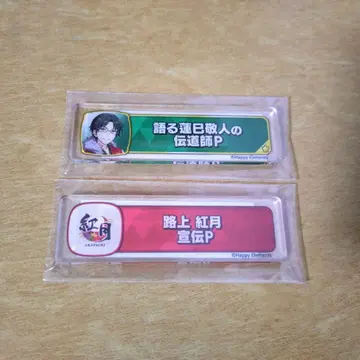 語る蓮巳敬人の
伝道師P
©Happy Elements
紅月
AKATSUKI
路上 紅月
宣伝P
©Happy Elements